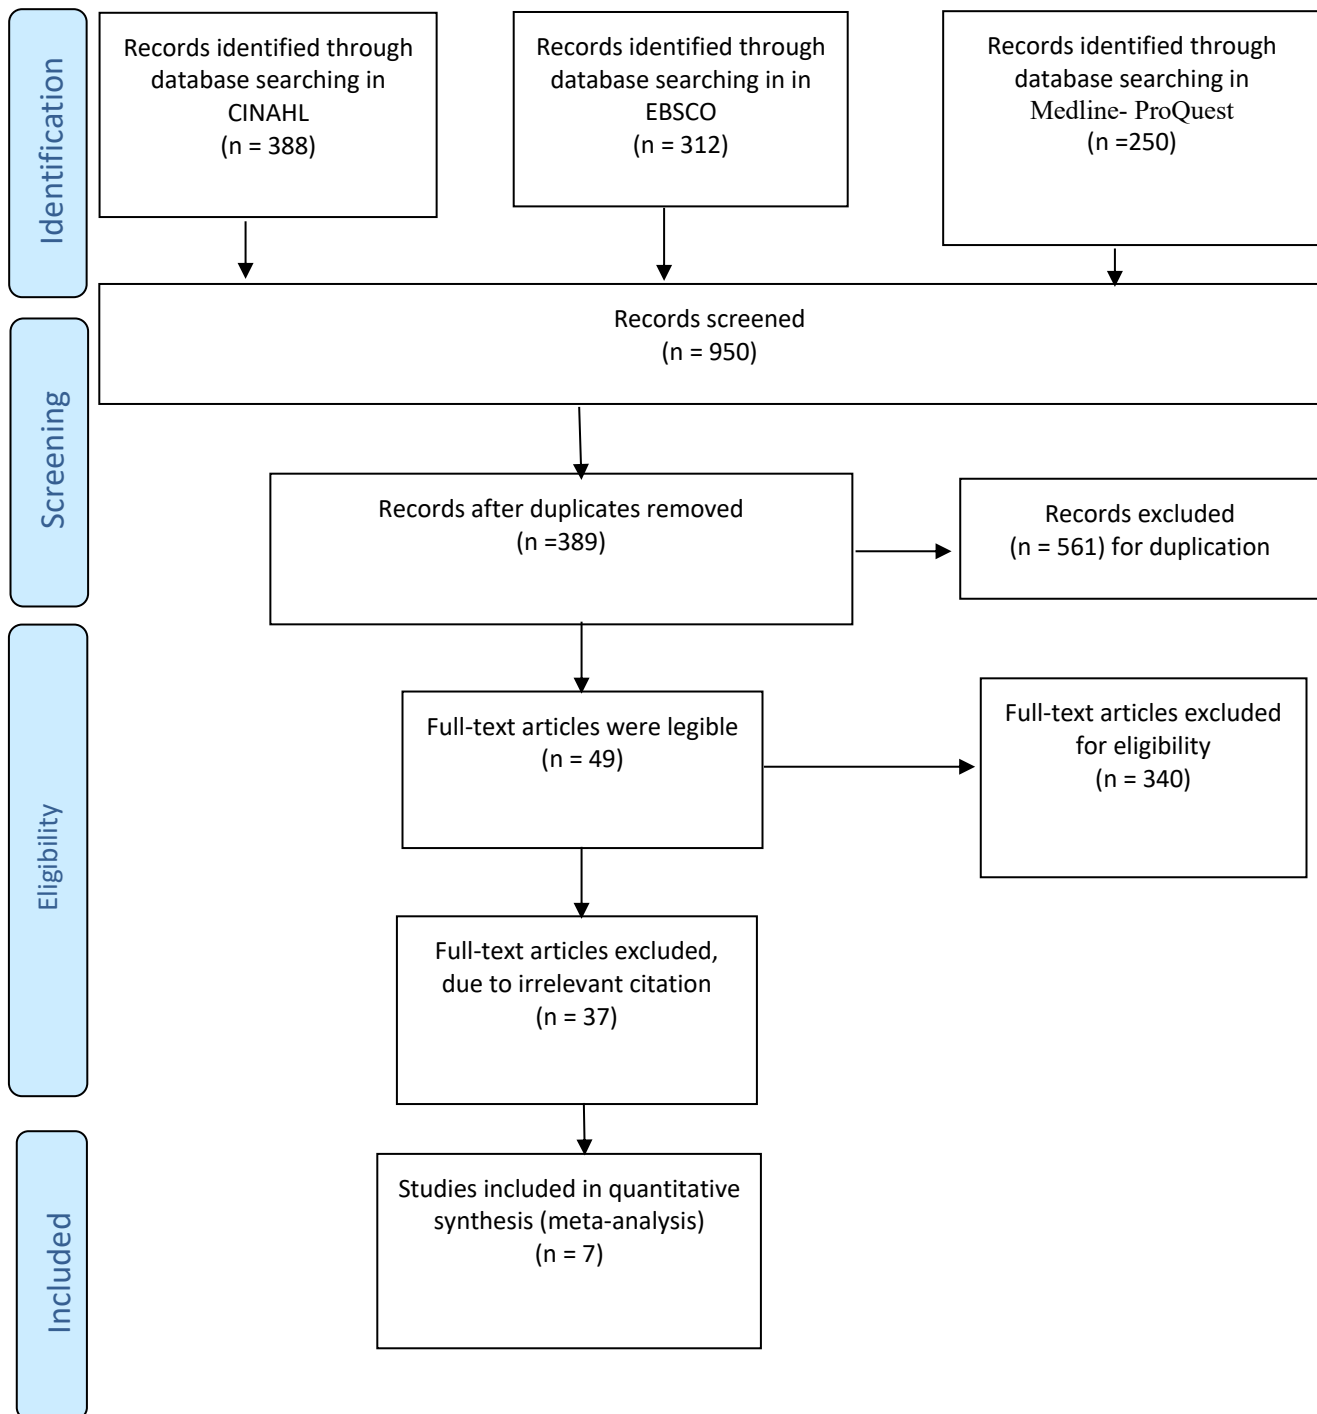 Identification
Records identified through
database searching in
CINAHL
(n = 388)
Records identified through
database searching in in
EBSCO
(n = 312)
Records identified through
database searching in
Medline- ProQuest
(n =250)
Screening
Records screened
(n = 950)
Records after duplicates removed
(n =389)
Records excluded
(n = 561) for duplication
Eligibility
Full-text articles were legible
(n = 49)
Full-text articles excluded
for eligibility
(n = 340)
Full-text articles excluded,
due to irrelevant citation
(n = 37)
Included
Studies included in quantitative
synthesis (meta-analysis)
(n = 7)